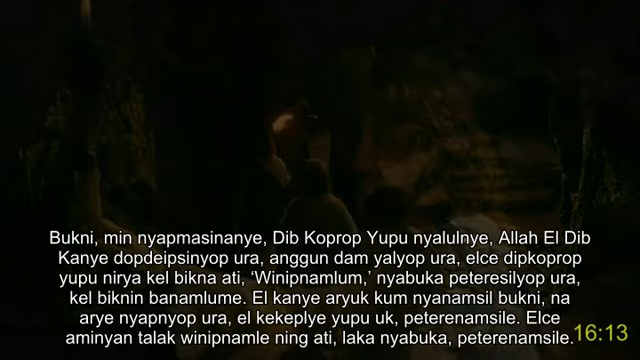 Bukni, min nyapmasinanye, Dib Koprop Yupu nyalulnye, Allah El Dib
Kanye dopdeipsinyop ura, anggun dam yalyop ura, elce dipkoprop
yupu nirya kel bikna ati, ‘Winipnamlum,’ nyabuka peteresilyop ura,
kel biknin banamlume. El kanye aryuk kum nyanamsil bukni, na
arye nyapnyop ura, el kekeplye yupu uk, peterenamsile. Elce
aminyan talak winipnamle ning ati, laka nyabuka, peterenamsile.
16:13